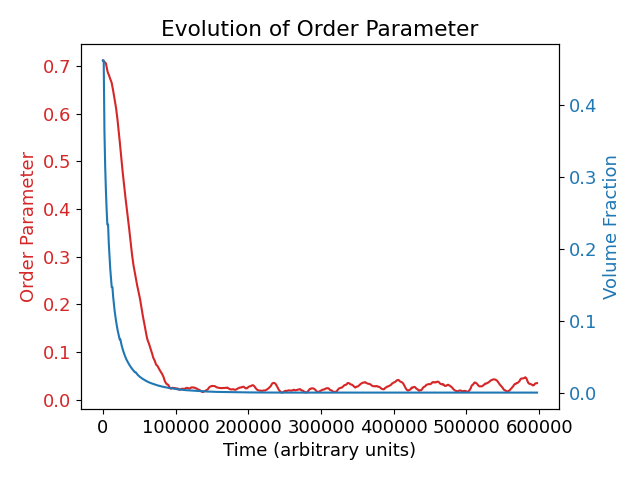 Evolution of Order Parameter
0.7
0.6
0.5
0.4
0.3
0.2
0.1
0.0
Order Parameter
0.4
0.3
0.2
0.1
0.0
Volume Fraction
0 100000 200000 300000 400000 500000 600000
Time (arbitrary units)